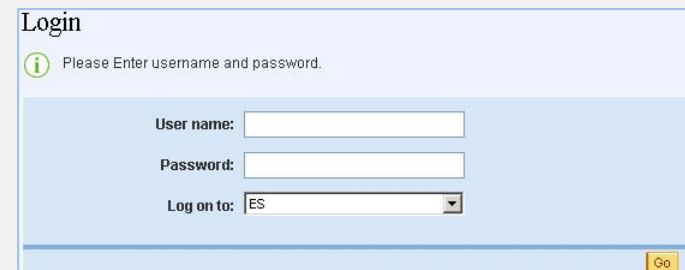 Login
Please Enter username and password.
User name:
Password:
Log on to: ES
Go